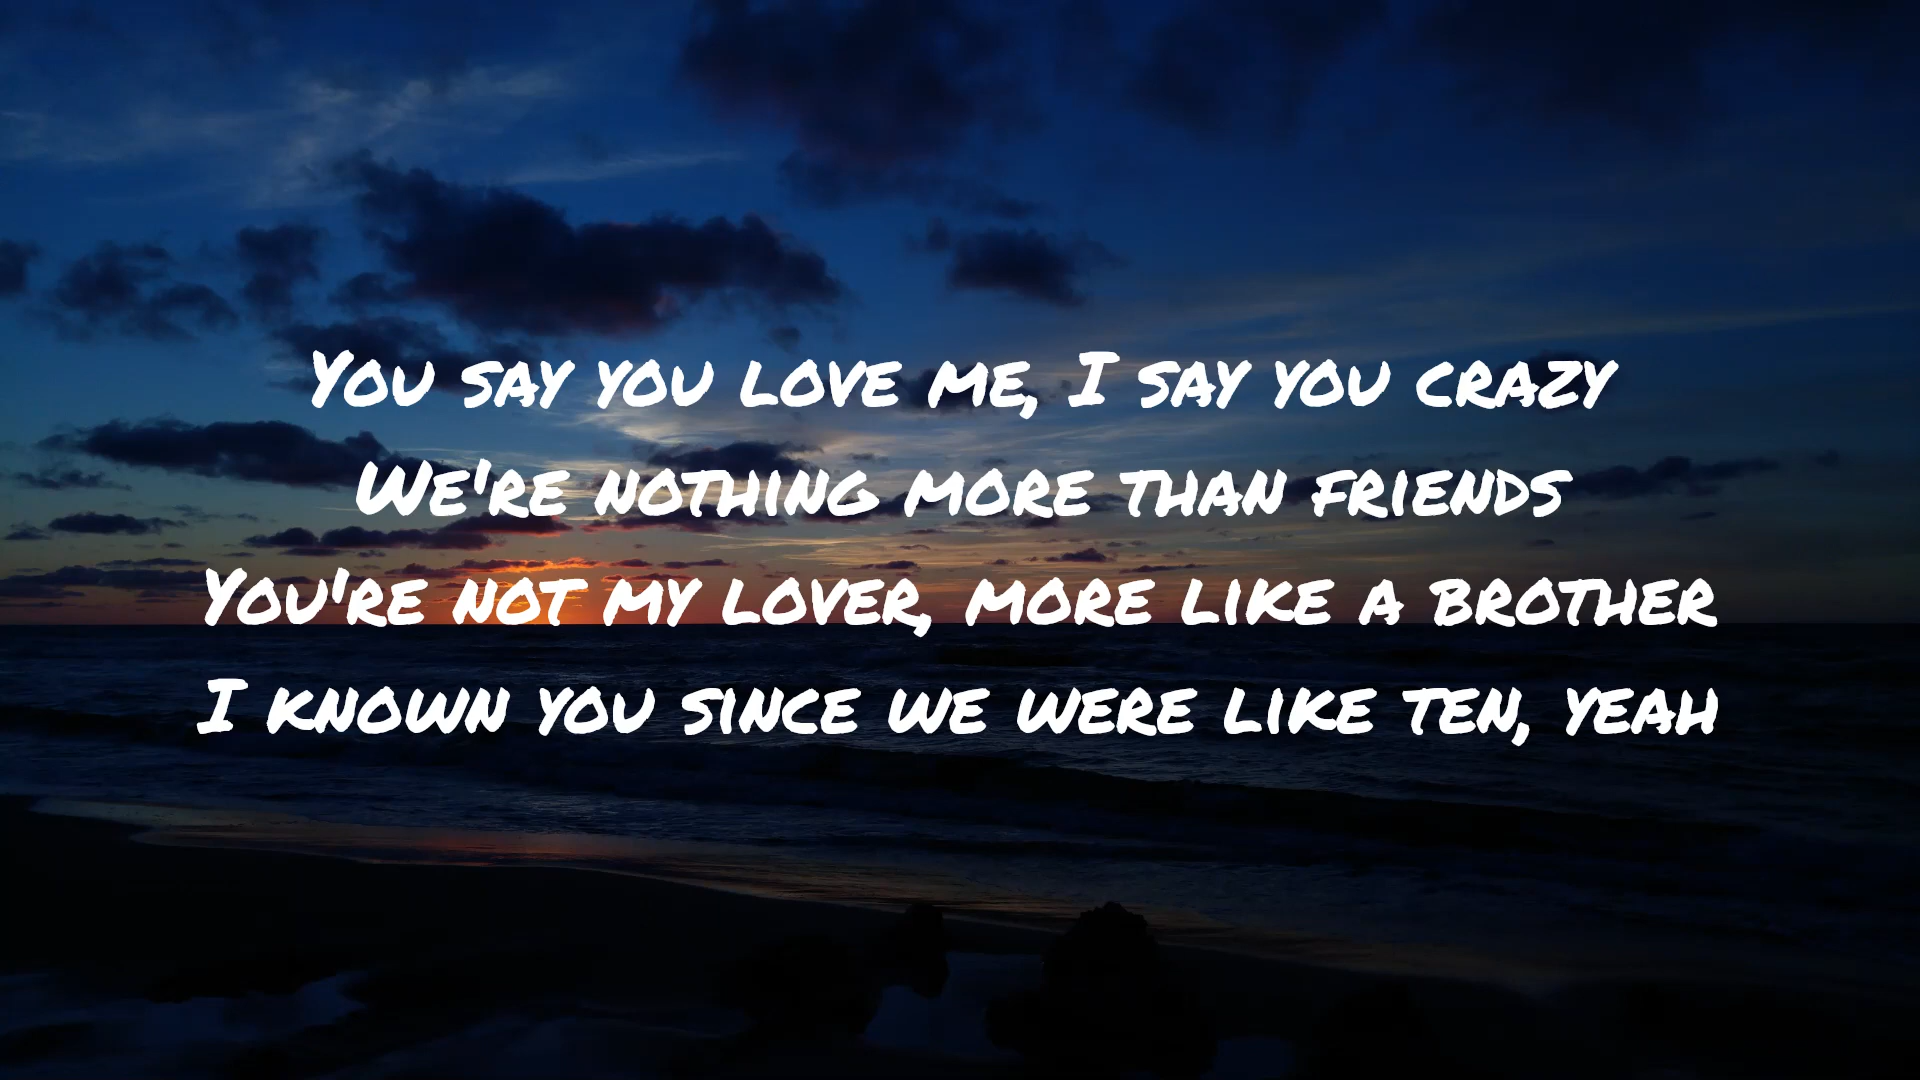 You say you love me, I say you crazy
We're nothing more than friends
You're not my lover, more like a brother
I known you since we were like ten, yeah